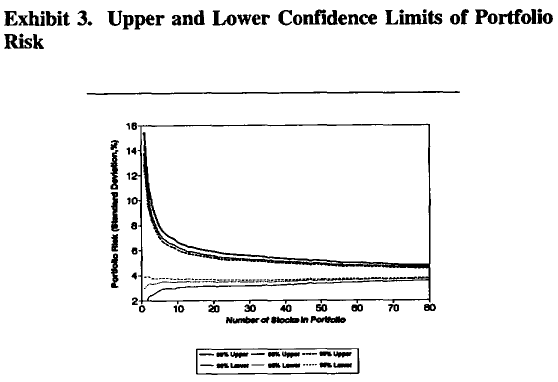 Exhibit 3. Upper and Lower Confidence Limits of Portfolio
Risk
Portfolio Risk (Standard Deviation,%)
16
14
12
10
8
6
4
2
0 10 20 30 40 50 60 70 80
Number of Stocks in Portfolio
Upper Upper Upper
Lower Lower Lower